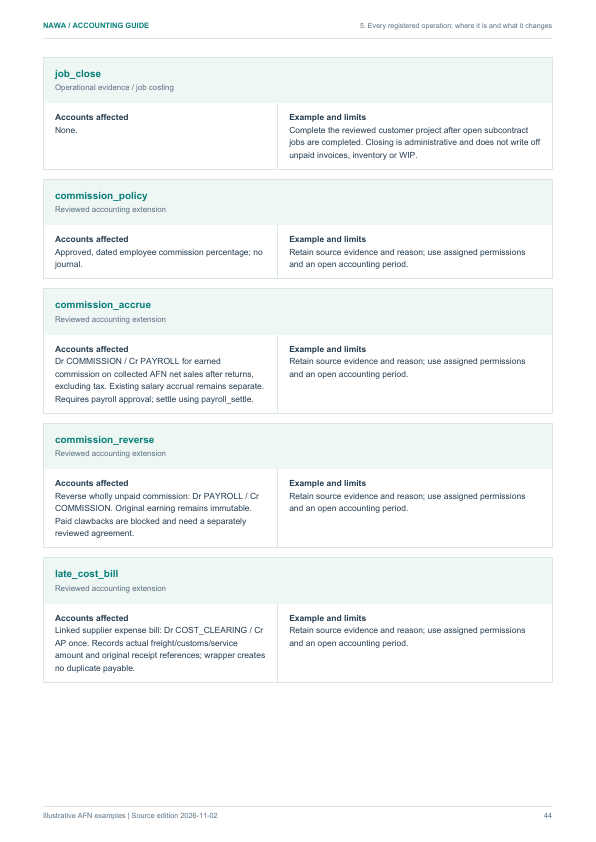 NAWA / ACCOUNTING GUIDE
5. Every registered operation: where it is and what it changes
job_close
Operational evidence / job costing
Accounts affected
None.
Example and limits
Complete the reviewed customer project after open subcontract
jobs are completed. Closing is administrative and does not write off
unpaid invoices, inventory or WIP.
commission_policy
Reviewed accounting extension
Accounts affected
Approved, dated employee commission percentage; no
journal.
Example and limits
Retain source evidence and reason; use assigned permissions
and an open accounting period.
commission_accrue
Reviewed accounting extension
Accounts affected
Dr COMMISSION / Cr PAYROLL for earned
commission on collected AFN net sales after returns,
excluding tax. Existing salary accrual remains separate.
Requires payroll approval; settle using payroll_settle.
Example and limits
Retain source evidence and reason; use assigned permissions
and an open accounting period.
commission_reverse
Reviewed accounting extension
Accounts affected
Reverse wholly unpaid commission: Dr PAYROLL / Cr
COMMISSION. Original earning remains immutable.
Paid clawbacks are blocked and need a separately
reviewed agreement.
Example and limits
Retain source evidence and reason; use assigned permissions
and an open accounting period.
late_cost_bill
Reviewed accounting extension
Accounts affected
Linked supplier expense bill: Dr COST_CLEARING / Cr
AP once. Records actual freight/customs/service
amount and original receipt references; wrapper creates
no duplicate payable.
Example and limits
Retain source evidence and reason; use assigned permissions
and an open accounting period.
Illustrative AFN examples | Source edition 2026-11-02
44